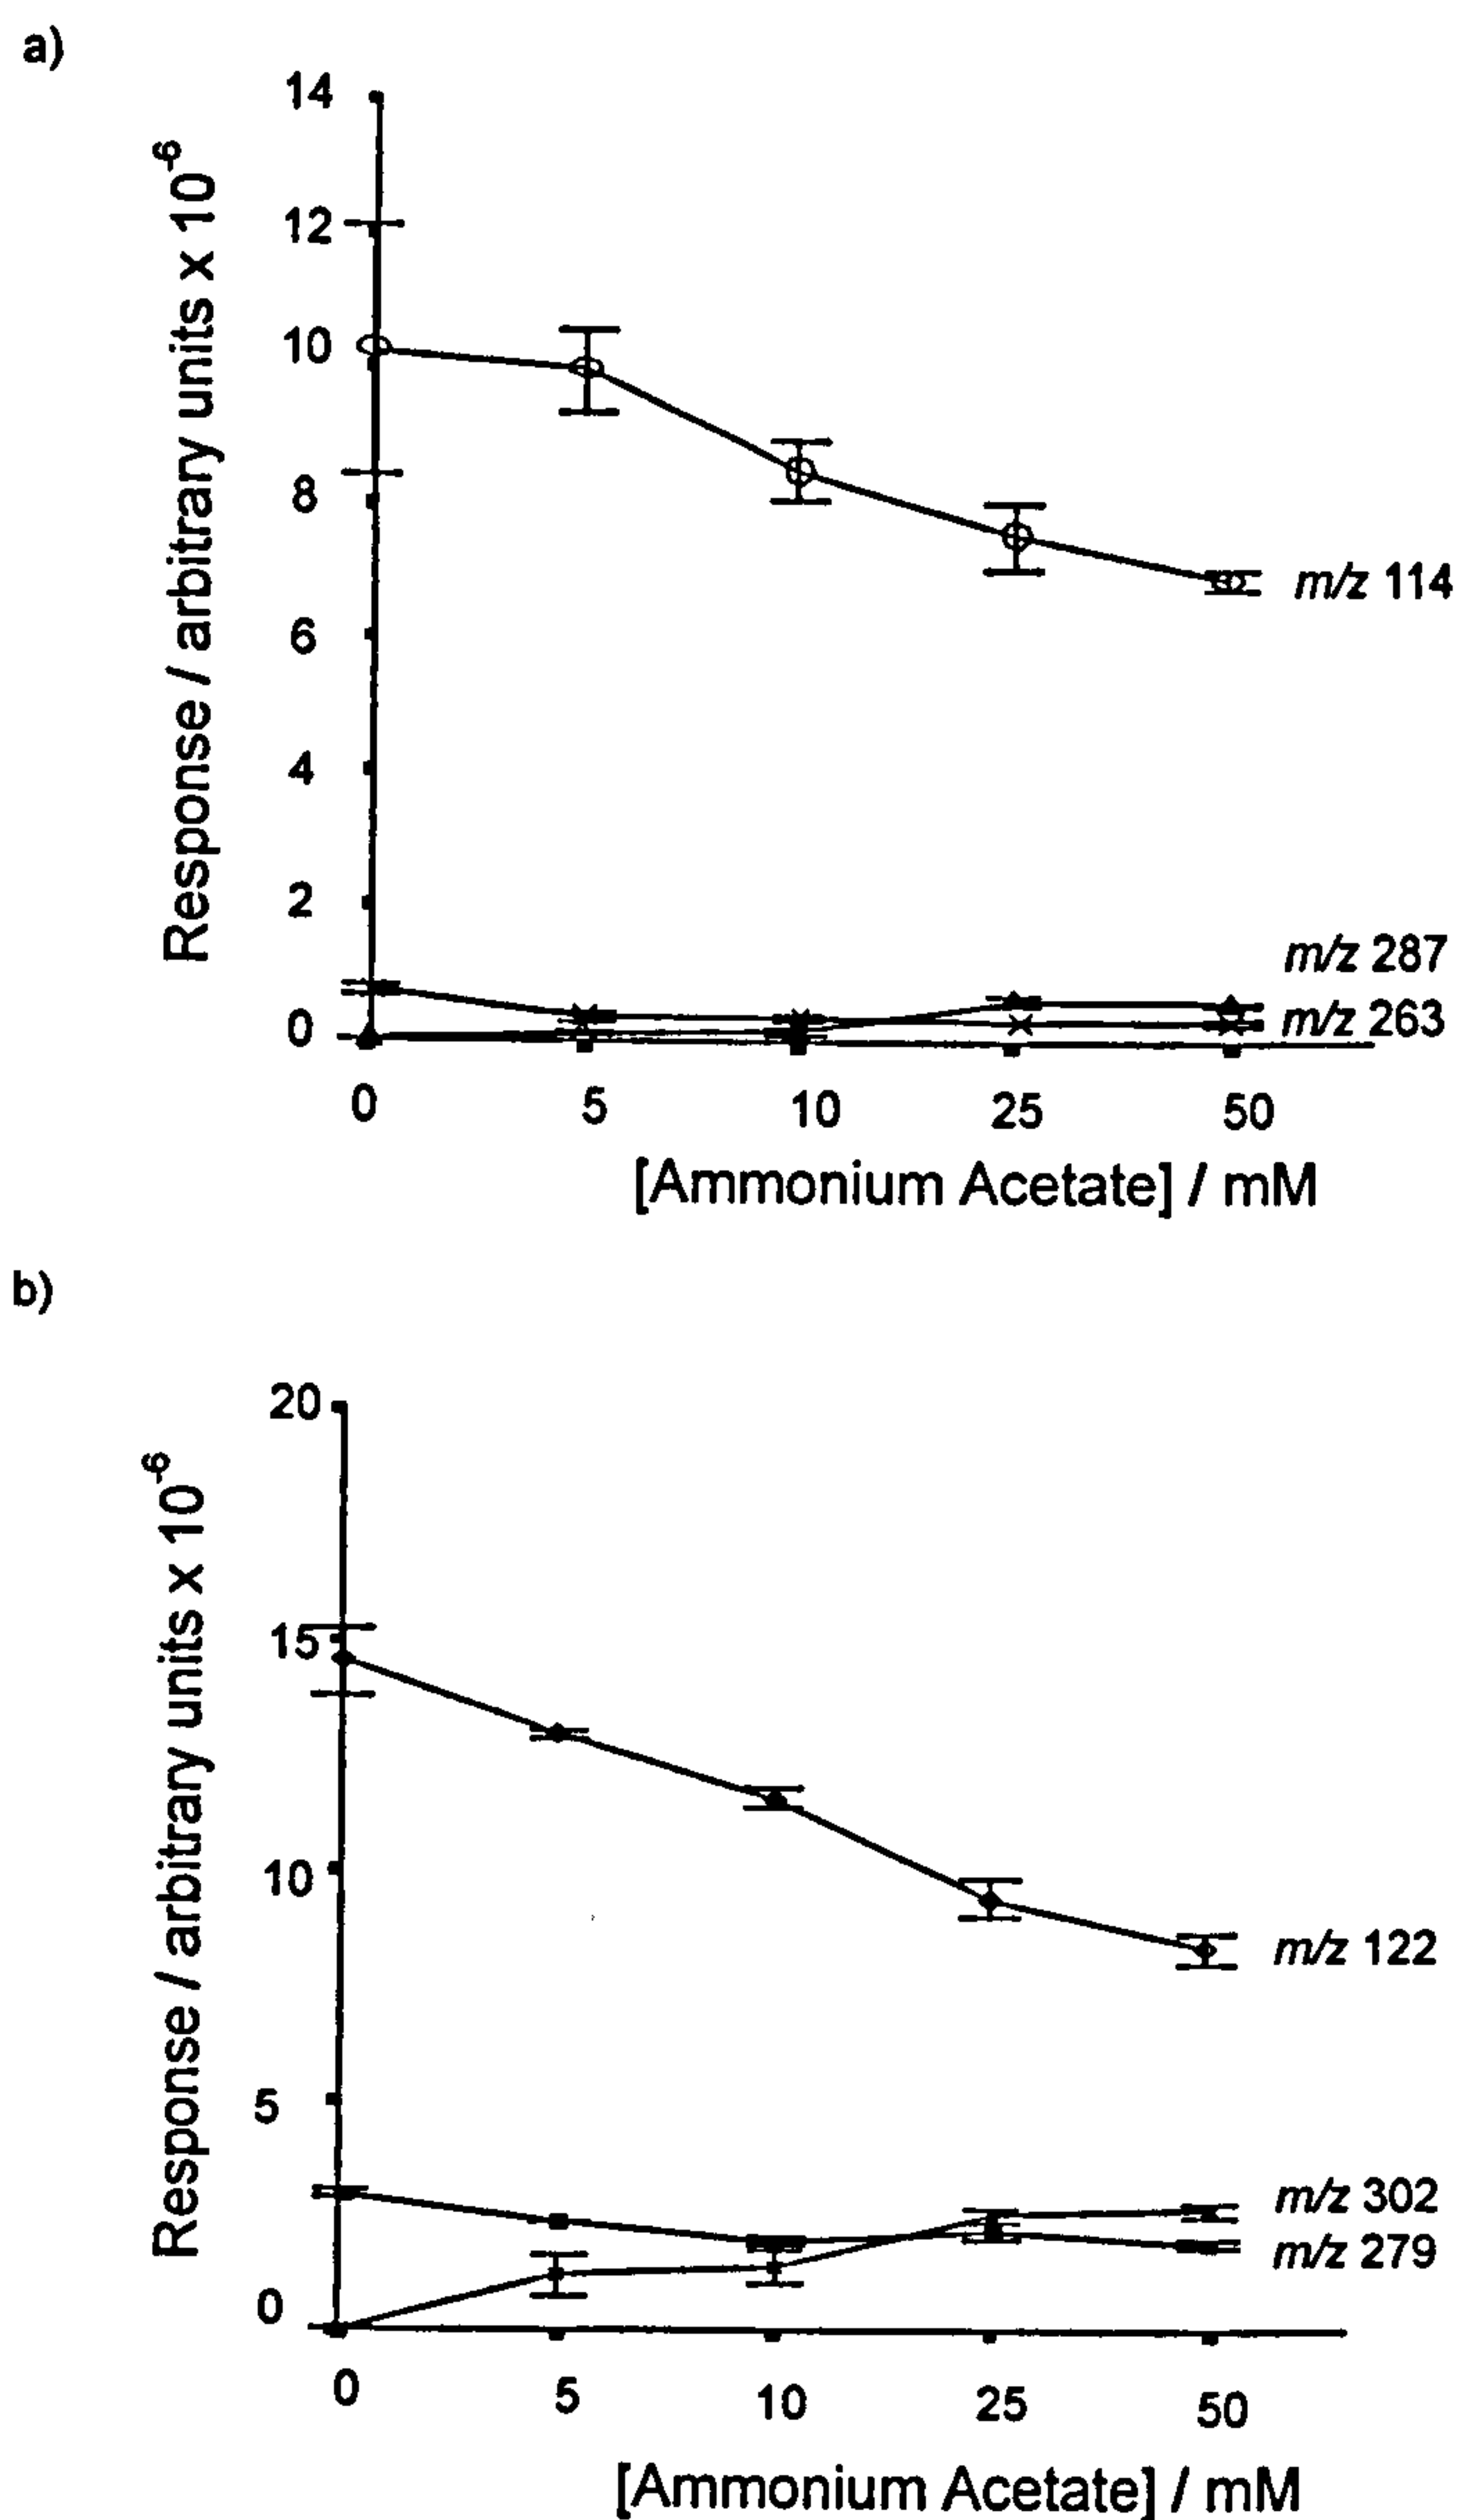 a)
Response / arbitrary units x 10-6
14
12
10
8
6
4
2
0
m/z 114
m/z 287
m/z 263
0 5 10 25 50
[Ammonium Acetate] / mM
b)
Response / arbitrary units x 10-6
20
15
10
5
0
m/z 122
m/z 302
m/z 279
0 5 10 25 50
[Ammonium Acetate] / mM